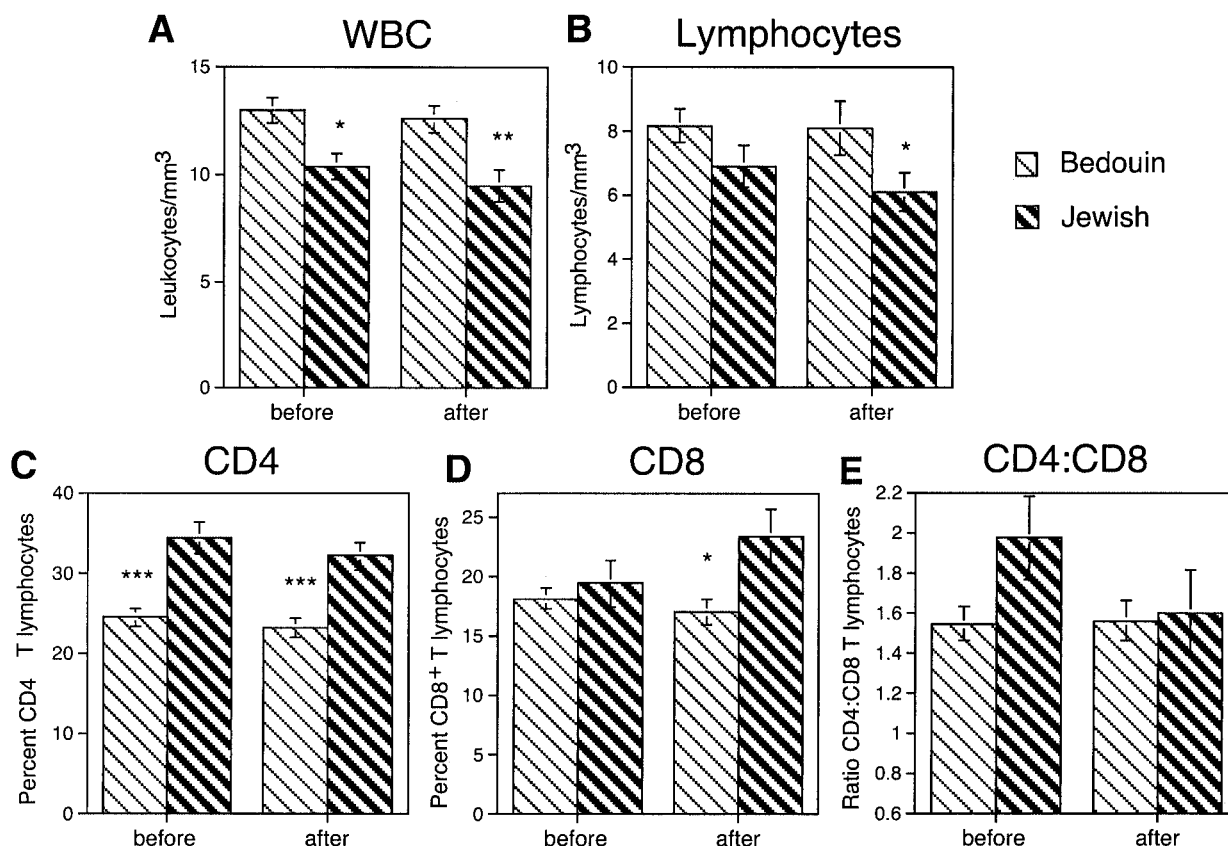 A WBC
Leukocytes/mm3
15
10
5
0
*
**
before after
B Lymphocytes
Lymphocytes/mm3
10
8
6
4
2
0
*
before after
Bedouin
Jewish
C CD4
Percent CD4 T lymphocytes
40
30
20
10
0
***
***
before after
D CD8
Percent CD8+ T lymphocytes
25
20
15
10
5
0
*
before after
E CD4:CD8
Ratio CD4:CD8 T lymphocytes
2.2
2
1.8
1.6
1.4
1.2
1
0.8
0.6
before after